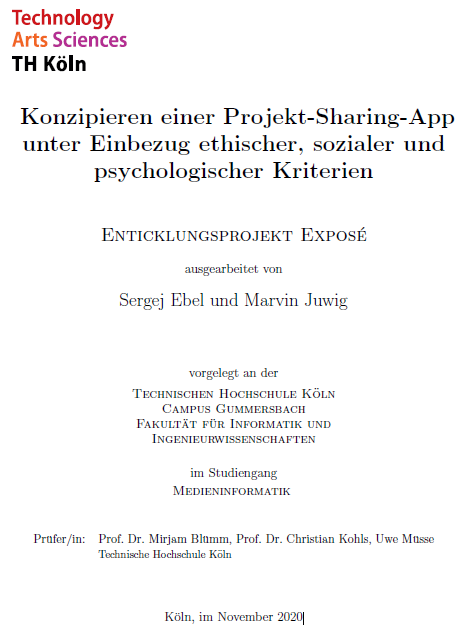 Technology
Arts Sciences
TH Köln
Konzipieren einer Projekt-Sharing-App
unter Einbezug ethischer, sozialer und
psychologischer Kriterien
Enticklungsprojekt Exposé
ausgearbeitet von
Sergej Ebel und Marvin Juwig
vorgelegt an der
Technischen Hochschule Köln
Campus Gummersbach
Fakultät für Informatik und
Ingenieurwissenschaften
im Studiengang
Medieninformatik
Prüfer/in: Prof. Dr. Mirjam Blümm, Prof. Dr. Christian Kohls, Uwe Müsse
Technische Hochschule Köln
Köln, im November 2020